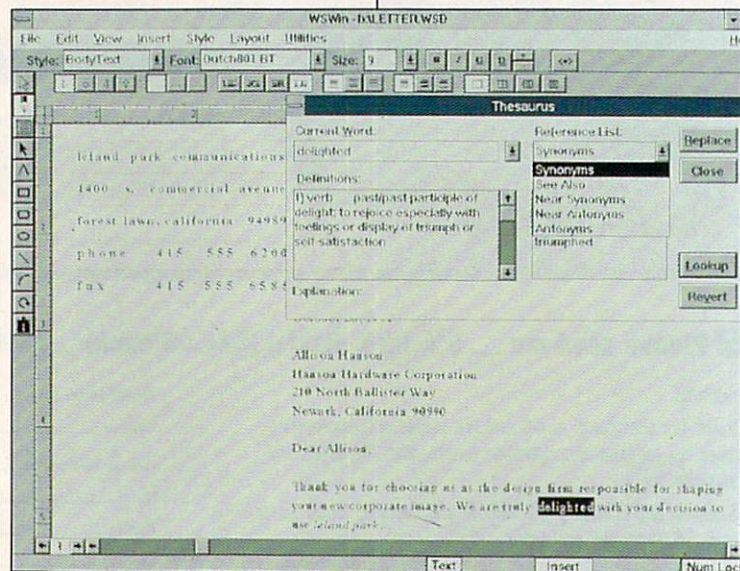 WSWin - fx\LETTER.WSD
File Edit View Insert Style Layout Utilities
Style: BodyText Font: Dutch801 BT Size: 9
Thesaurus
Current Word:
delighted
Reference List:
Synonyms
Replace
Close
Definitions:
1) verb past/past participle of
delight: to rejoice especially with
feelings or display of triumph or
self-satisfaction
Synonyms
See Also
Near Synonyms
Near Antonyms
Antonyms
triumphed
Lookup
Revert
Explanation:
island park communications
1400 s. commercial avenue
forest lawn, california 94989
phone 415 555 6200
fax 415 555 6585
Allison Hanson
Hanson Hardware Corporation
210 North Ballister Way
Newark, California 90990
Dear Allison,
Thank you for choosing us as the design firm responsible for shaping
your new corporate image. We are truly delighted with your decision to
use island park.
Text Insert Num Lock